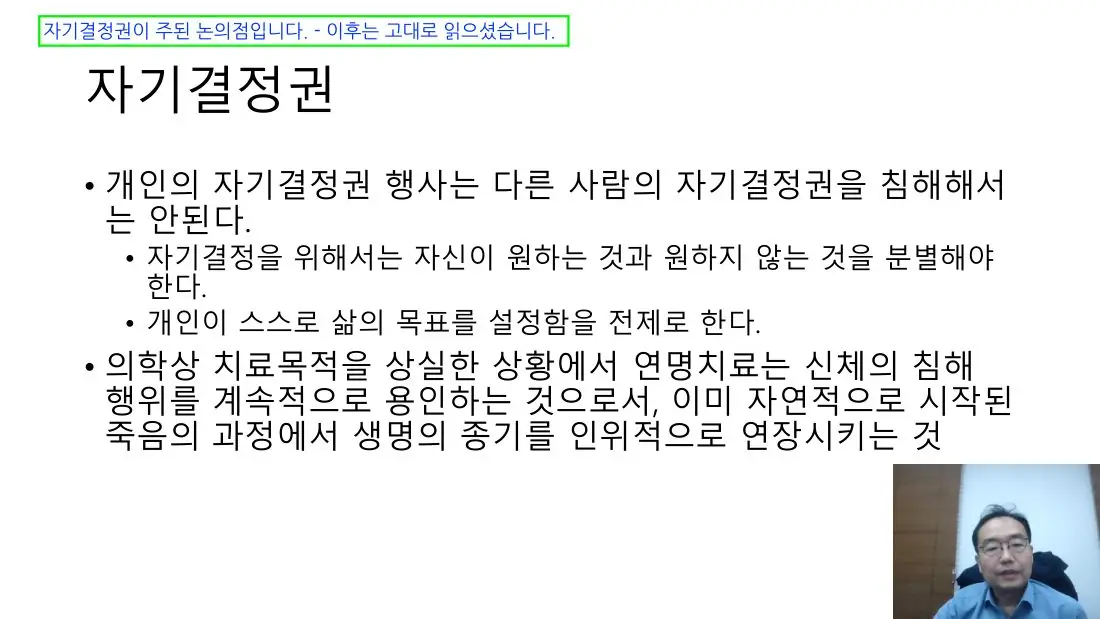 자기결정권이 주된 논의점입니다. - 이후는 고대로 읽으셨습니다.
자기결정권
• 개인의 자기결정권 행사는 다른 사람의 자기결정권을 침해해서
는 안된다.
• 자기결정을 위해서는 자신이 원하는 것과 원하지 않는 것을 분별해야
한다.
• 개인이 스스로 삶의 목표를 설정함을 전제로 한다.
• 의학상 치료목적을 상실한 상황에서 연명치료는 신체의 침해
행위를 계속적으로 용인하는 것으로서, 이미 자연적으로 시작된
죽음의 과정에서 생명의 종기를 인위적으로 연장시키는 것